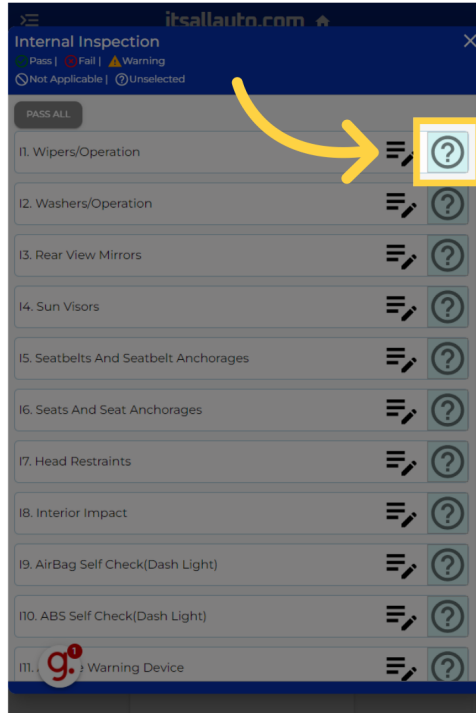 itsallauto.com
Internal Inspection
Pass | Fail | Warning
Not Applicable | Unselected
PASS ALL
I1. Wipers/Operation
I2. Washers/Operation
I3. Rear View Mirrors
I4. Sun Visors
I5. Seatbelts And Seatbelt Anchorages
I6. Seats And Seat Anchorages
I7. Head Restraints
I8. Interior Impact
I9. AirBag Self Check(Dash Light)
I10. ABS Self Check(Dash Light)
I11. Warning Device
g. 1